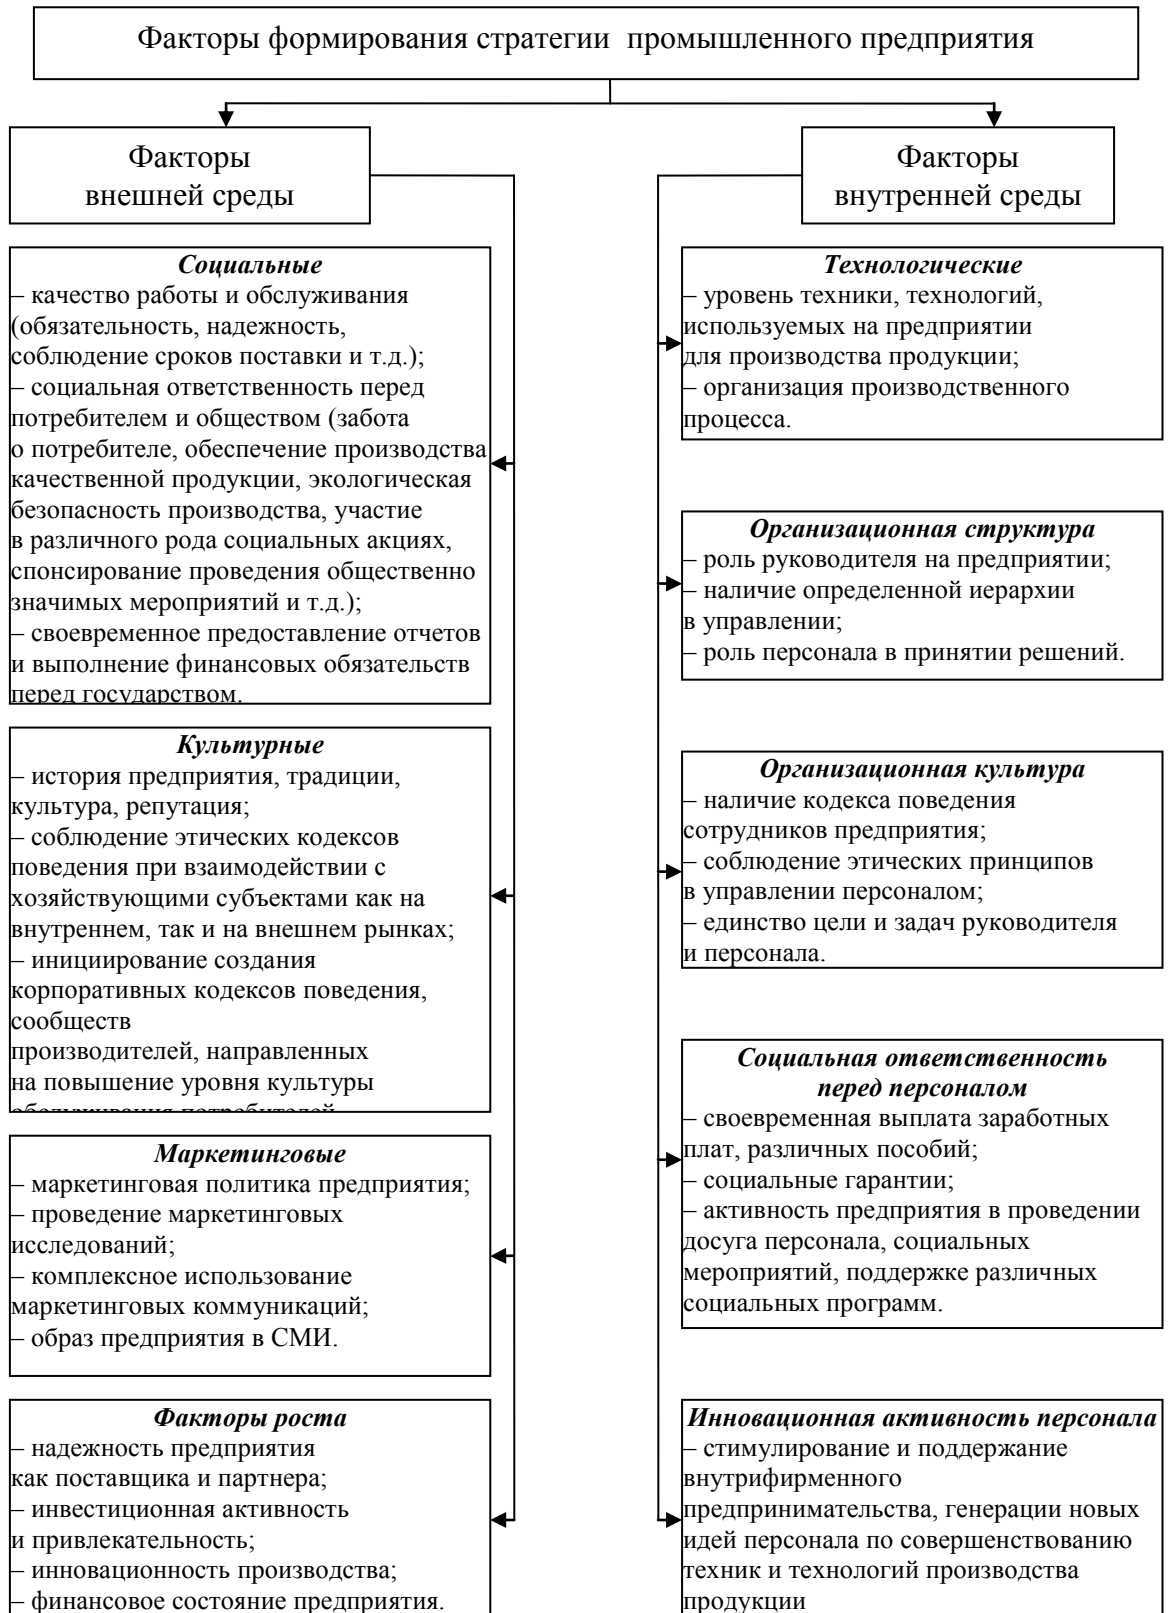 Факторы формирования стратегии промышленного предприятия
Факторы
внешней среды
Факторы
внутренней среды
Социальные
– качество работы и обслуживания
(обязательность, надежность,
соблюдение сроков поставки и т.д.);
– социальная ответственность перед
потребителем и обществом (забота
о потребителе, обеспечение производства
качественной продукции, экологическая
безопасность производства, участие
в различного рода социальных акциях,
спонсирование проведения общественно
значимых мероприятий и т.д.);
– своевременное предоставление отчетов
и выполнение финансовых обязательств
перед государством.
Культурные
– история предприятия, традиции,
культура, репутация;
– соблюдение этических кодексов
поведения при взаимодействии с
хозяйствующими субъектами как на
внутреннем, так и на внешнем рынках;
– инициирование создания
корпоративных кодексов поведения,
сообществ
производителей, направленных
на повышение уровня культуры
обслуживания потребителей
Маркетинговые
– маркетинговая политика предприятия;
– проведение маркетинговых
исследований;
– комплексное использование
маркетинговых коммуникаций;
– образ предприятия в СМИ.
Факторы роста
– надежность предприятия
как поставщика и партнера;
– инвестиционная активность
и привлекательность;
– инновационность производства;
– финансовое состояние предприятия.
Технологические
– уровень техники, технологий,
используемых на предприятии
для производства продукции;
– организация производственного
процесса.
Организационная структура
– роль руководителя на предприятии;
– наличие определенной иерархии
в управлении;
– роль персонала в принятии решений.
Организационная культура
– наличие кодекса поведения
сотрудников предприятия;
– соблюдение этических принципов
в управлении персоналом;
– единство цели и задач руководителя
и персонала.
Социальная ответственность
перед персоналом
– своевременная выплата заработных
плат, различных пособий;
– социальные гарантии;
– активность предприятия в проведении
досуга персонала, социальных
мероприятий, поддержке различных
социальных программ.
Инновационная активность персонала
– стимулирование и поддержание
внутрифирменного
предпринимательства, генерации новых
идей персонала по совершенствованию
техник и технологий производства
продукции